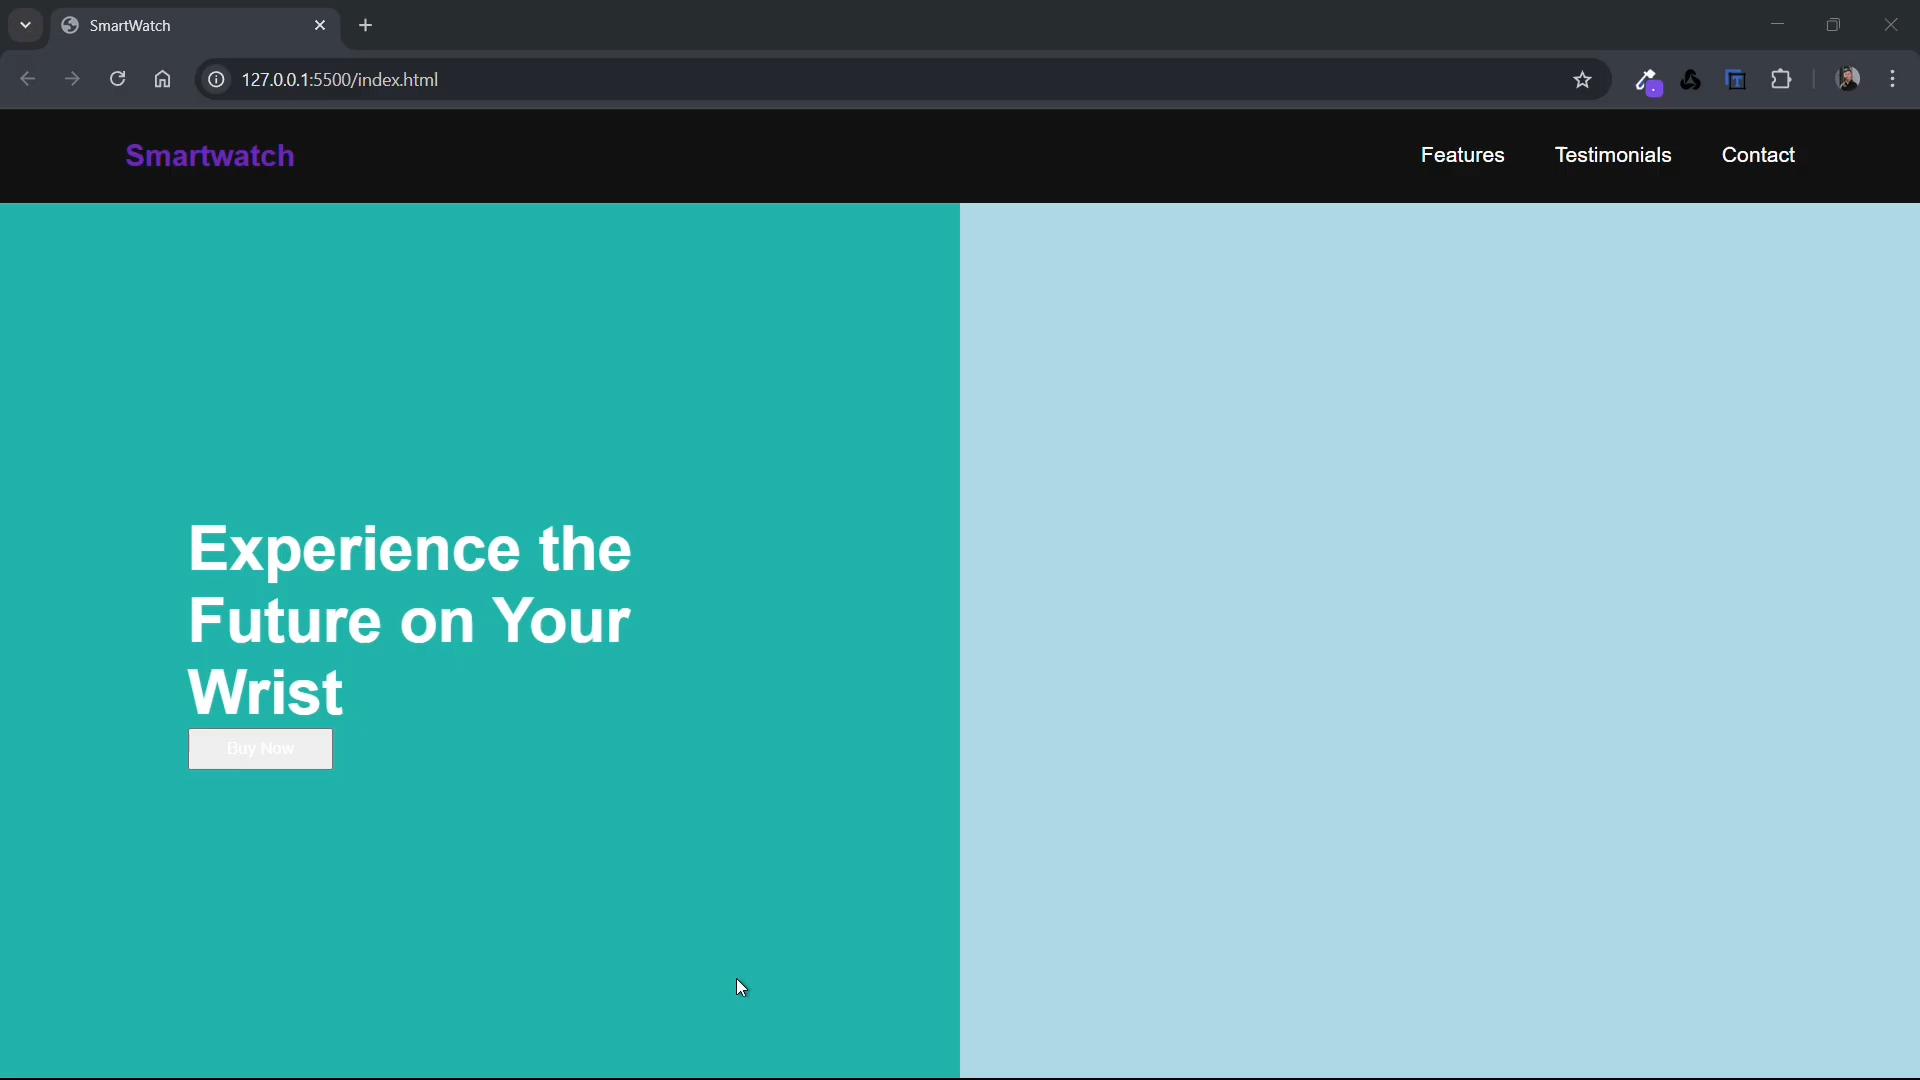 SmartWatch
127.0.0.1:5500/index.html
Smartwatch
Features Testimonials Contact
Experience the
Future on Your
Wrist
Buy Now